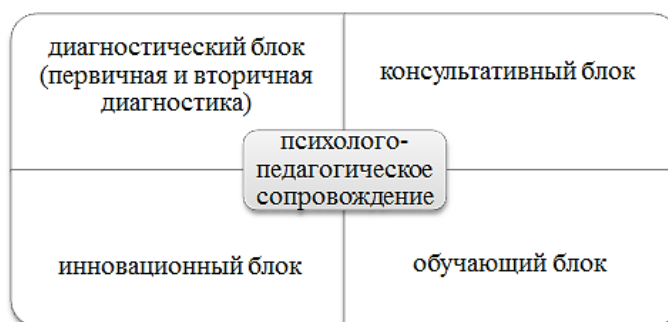 диагностический блок
(первичная и вторичная
диагностика)
консультативный блок
психолого-
педагогическое
сопровождение
инновационный блок
обучающий блок